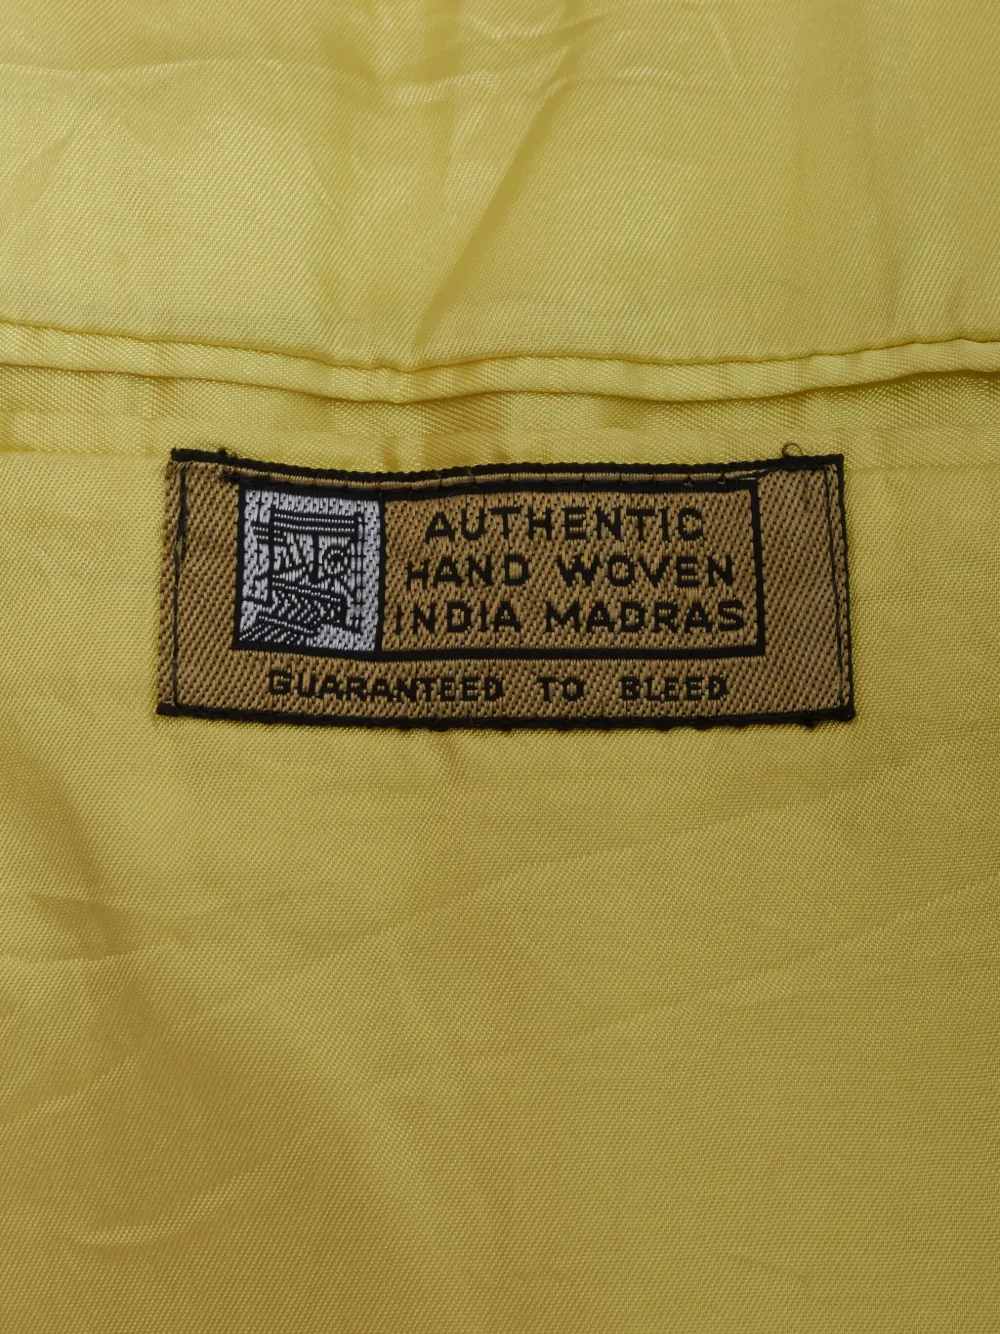 AUTHENTIC
HAND WOVEN
INDIA MADRAS
GUARANTEED TO BLEED